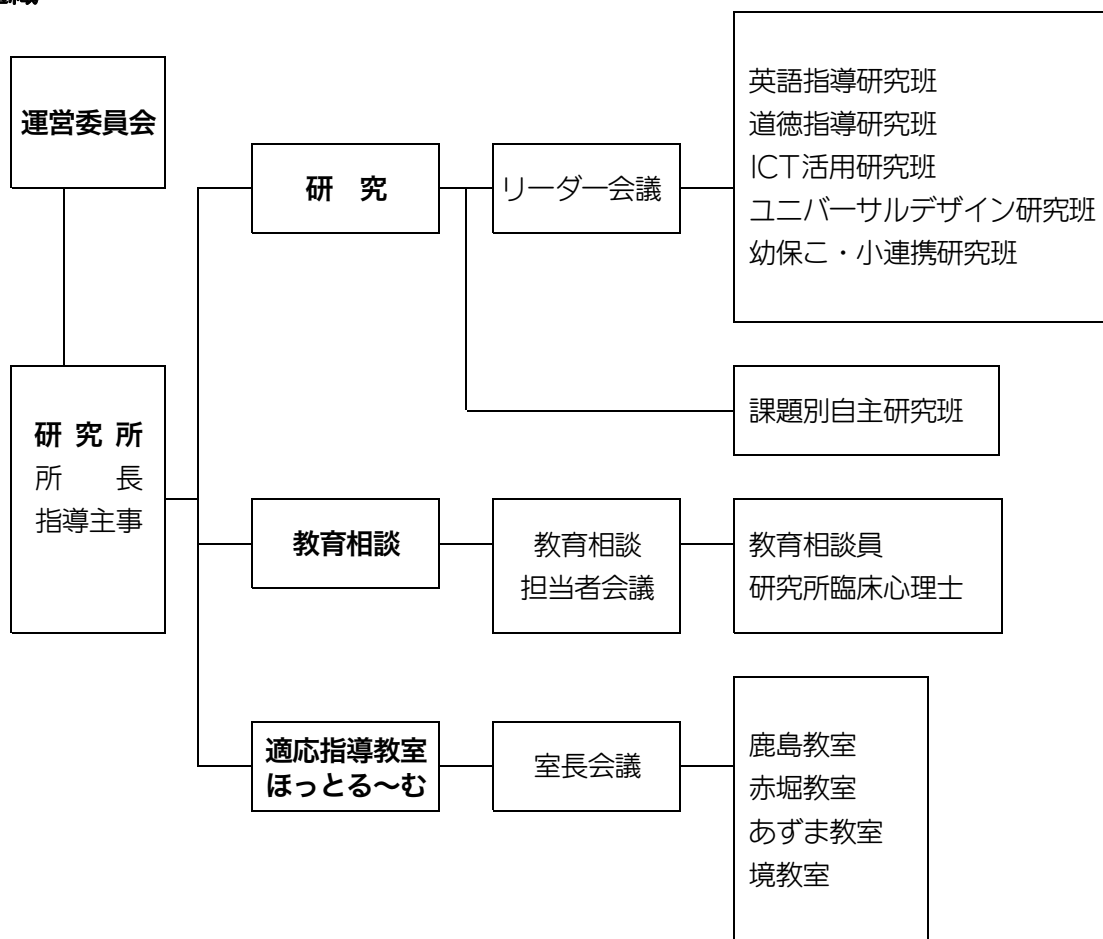 運営委員会
研究所
所長
指導主事
研究
リーダー会議
英語指導研究班
道徳指導研究班
ICT活用研究班
ユニバーサルデザイン研究班
幼保こ・小連携研究班
課題別自主研究班
教育相談
教育相談
担当者会議
教育相談員
研究所臨床心理士
適応指導教室
ほっとる～む
室長会議
鹿島教室
赤堀教室
あずま教室
境教室